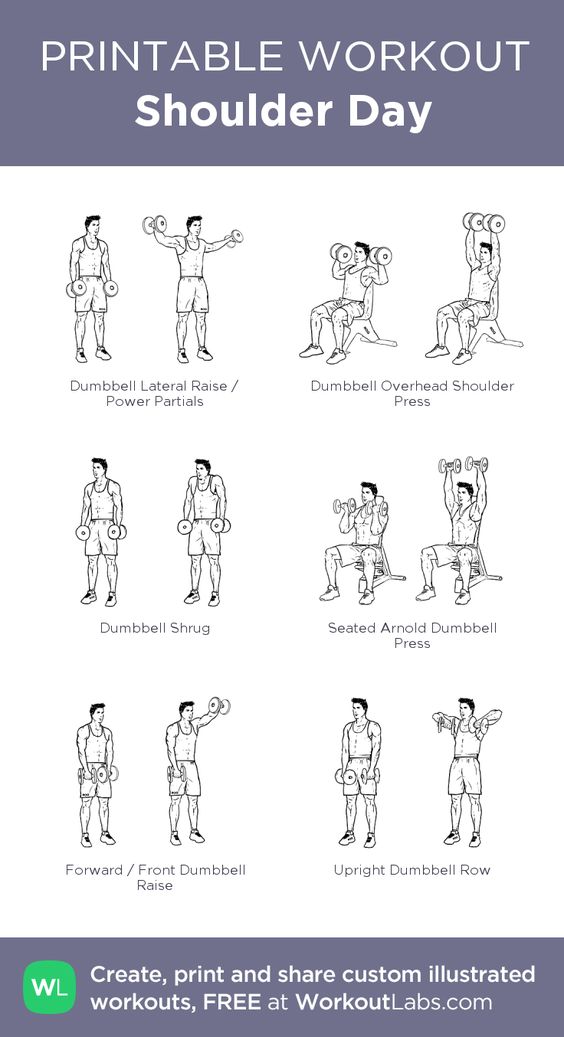 PRINTABLE WORKOUT
Shoulder Day
Dumbbell Lateral Raise /
Power Partials
Dumbbell Overhead Shoulder
Press
Dumbbell Shrug
Seated Arnold Dumbbell
Press
Forward / Front Dumbbell
Raise
Upright Dumbbell Row
WL
Create, print and share custom illustrated
workouts, FREE at WorkoutLabs.com